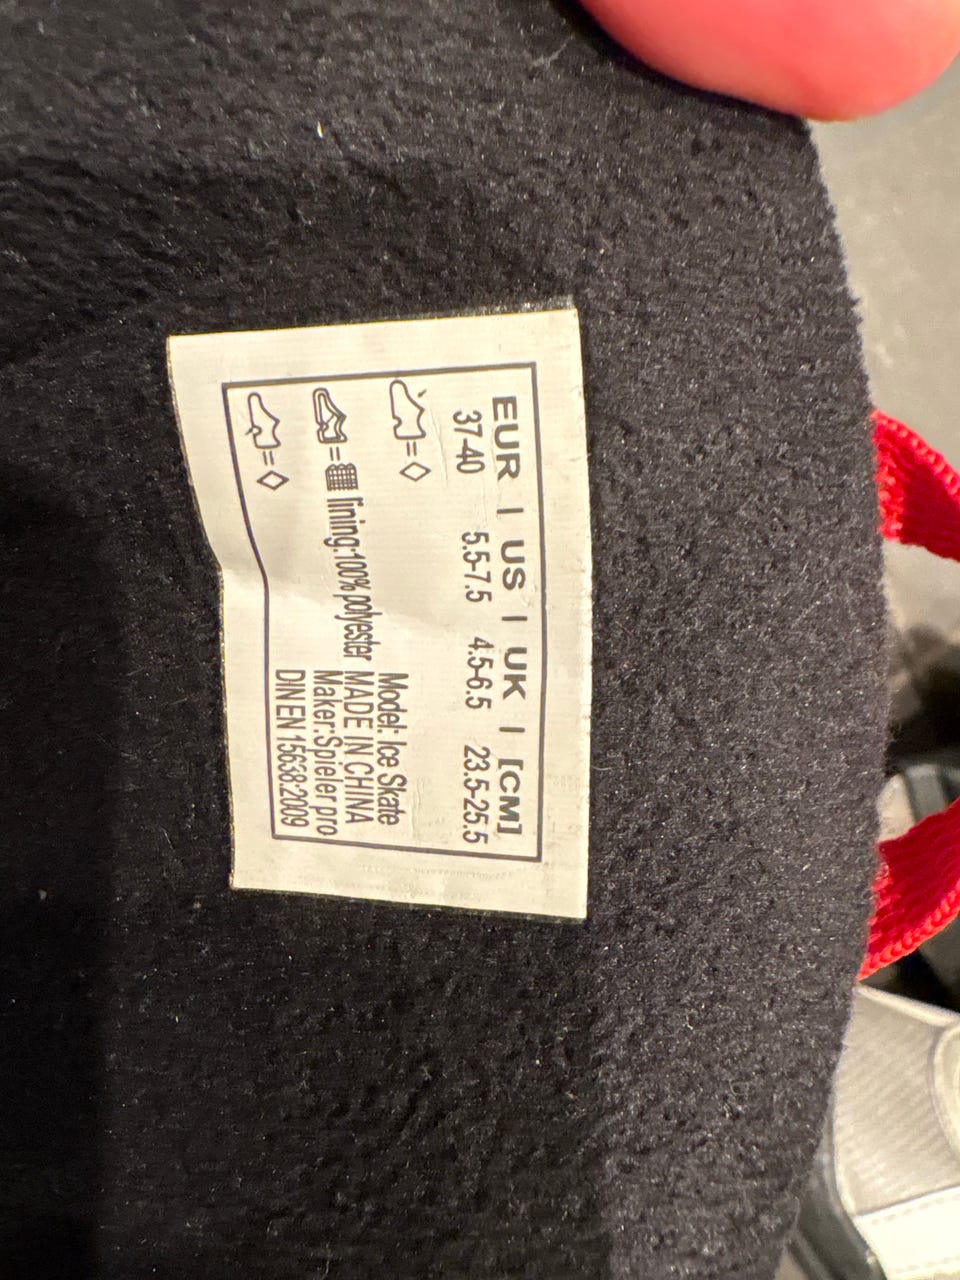 EUR | US | UK | [CM]
37-40 5.5-7.5 4.5-6.5 23.5-25.5
=◇
= lining:100% polyester
=◇
Model: Ice Skate
MADE IN CHINA
Maker:Spieler pro
DIN EN 15638:2009